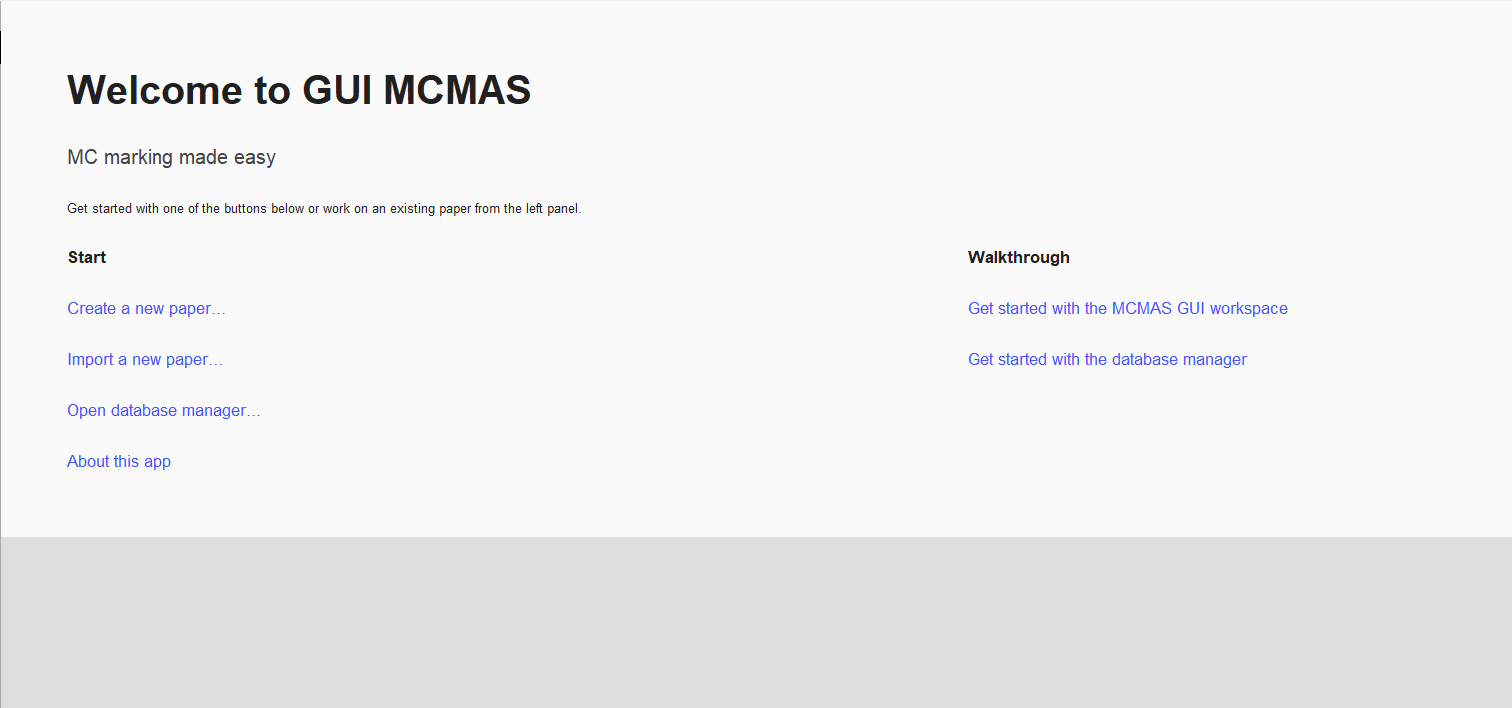 Welcome to GUI MCMAS
MC marking made easy
Get started with one of the buttons below or work on an existing paper from the left panel.
Start
Create a new paper…
Import a new paper…
Open database manager…
About this app
Walkthrough
Get started with the MCMAS GUI workspace
Get started with the database manager